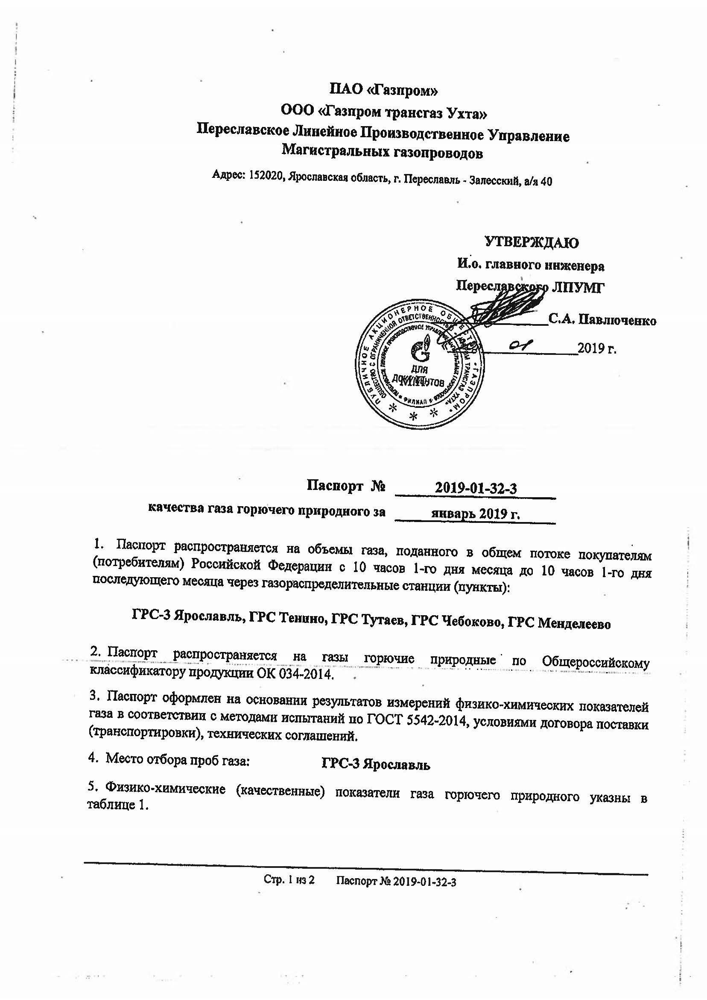 ПАО «Газпром»
ООО «Газпром трансгаз Ухта»
Переславское Линейное Производственное Управление
Магистральных газопроводов
Адрес: 152020, Ярославская область, г. Переславль - Залесский, а/я 40
УТВЕРЖДАЮ
И.о. главного инженера
Переславского ЛПУМГ
С.А. Павлюченко
01 2019 г.
ПУБЛИЧНОЕ АКЦИОНЕРНОЕ ОБЩЕСТВО «ГАЗПРОМ»
ОБЩЕСТВО С ОГРАНИЧЕННОЙ ОТВЕТСТВЕННОСТЬЮ «ГАЗПРОМ ТРАНСГАЗ УХТА»
ПЕРЕСЛАВСКОЕ ЛИНЕЙНОЕ ПРОИЗВОДСТВЕННОЕ УПРАВЛЕНИЕ МАГИСТРАЛЬНЫХ ГАЗОПРОВОДОВ * ФИЛИАЛ *
ДЛЯ
ДОКУМЕНТОВ
М.П.
Паспорт № 2019-01-32-3
качества газа горючего природного за январь 2019 г.
1. Паспорт распространяется на объемы газа, поданного в общем потоке покупателям
(потребителям) Российской Федерации с 10 часов 1-го дня месяца до 10 часов 1-го дня
последующего месяца через газораспределительные станции (пункты):
ГРС-3 Ярославль, ГРС Тенино, ГРС Тутаев, ГРС Чебоково, ГРС Менделеево
2. Паспорт распространяется на газы горючие природные по Общероссийскому
классификатору продукции ОК 034-2014.
3. Паспорт оформлен на основании результатов измерений физико-химических показателей
газа в соответствии с методами испытаний по ГОСТ 5542-2014, условиями договора поставки
(транспортировки), технических соглашений.
4. Место отбора проб газа: ГРС-3 Ярославль
5. Физико-химические (качественные) показатели газа горючего природного указны в
таблице 1.
Стр. 1 из 2 Паспорт № 2019-01-32-3